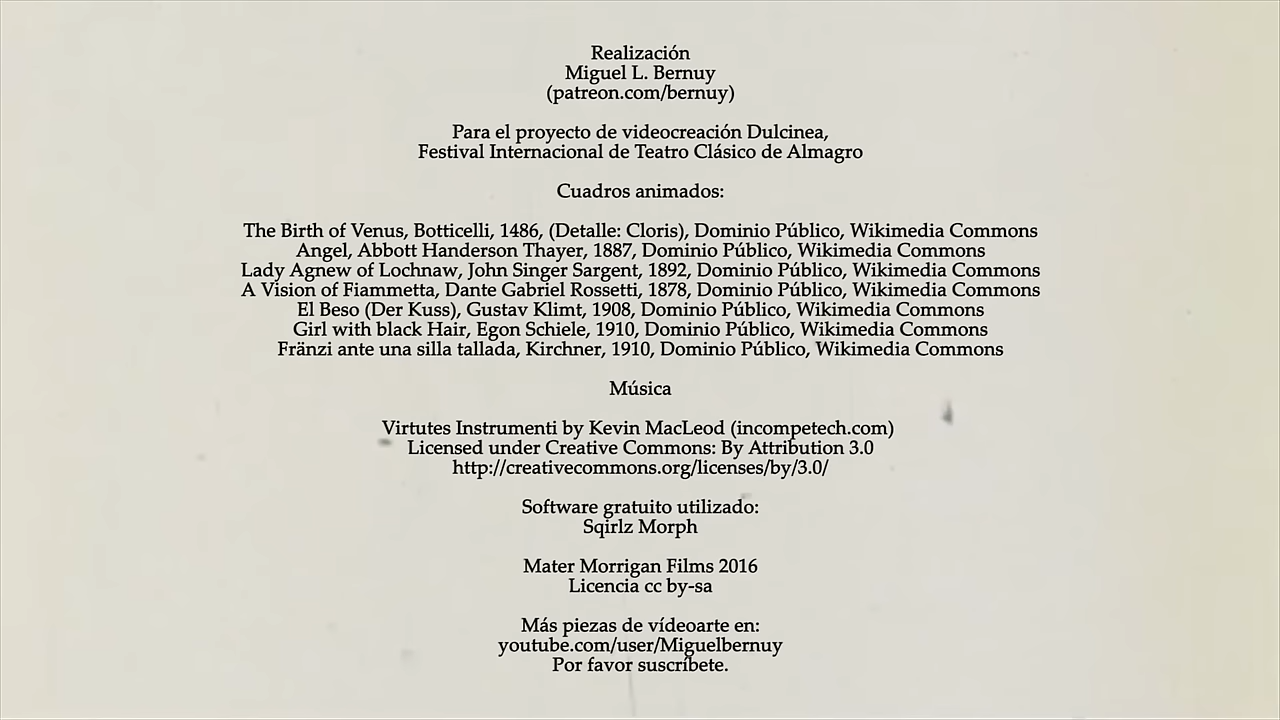 Realización
Miguel L. Bernuy
(patreon.com/bernuy)
Para el proyecto de videocreación Dulcinea,
Festival Internacional de Teatro Clásico de Almagro
Cuadros animados:
The Birth of Venus, Botticelli, 1486, (Detalle: Cloris), Dominio Público, Wikimedia Commons
Angel, Abbott Handerson Thayer, 1887, Dominio Público, Wikimedia Commons
Lady Agnew of Lochnaw, John Singer Sargent, 1892, Dominio Público, Wikimedia Commons
A Vision of Fiammetta, Dante Gabriel Rossetti, 1878, Dominio Público, Wikimedia Commons
El Beso (Der Kuss), Gustav Klimt, 1908, Dominio Público, Wikimedia Commons
Girl with black Hair, Egon Schiele, 1910, Dominio Público, Wikimedia Commons
Fränzi ante una silla tallada, Kirchner, 1910, Dominio Público, Wikimedia Commons
Música
Virtutes Instrumenti by Kevin MacLeod (incompetech.com)
Licensed under Creative Commons: By Attribution 3.0
http://creativecommons.org/licenses/by/3.0/
Software gratuito utilizado:
Sqirlz Morph
Mater Morrigan Films 2016
Licencia cc by-sa
Más piezas de vídeoarte en:
youtube.com/user/Miguelbernuy
Por favor suscríbete.